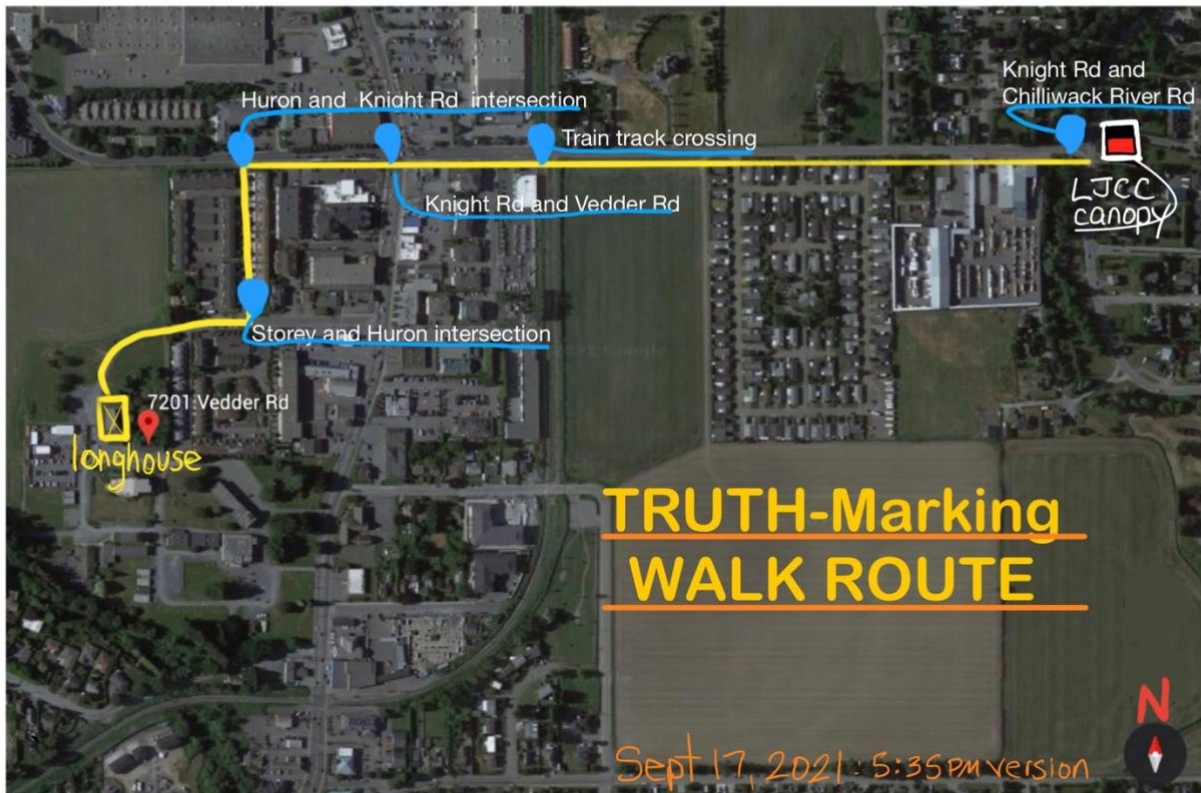 Knight Rd and
Chilliwack River Rd
Huron and Knight Rd intersection
Train track crossing
Knight Rd and Vedder Rd
LJCC
canopy
Storey and Huron intersection
7201 Vedder Rd
longhouse
TRUTH-Marking
WALK ROUTE
Sept 17, 2021: 5:35PM version
N